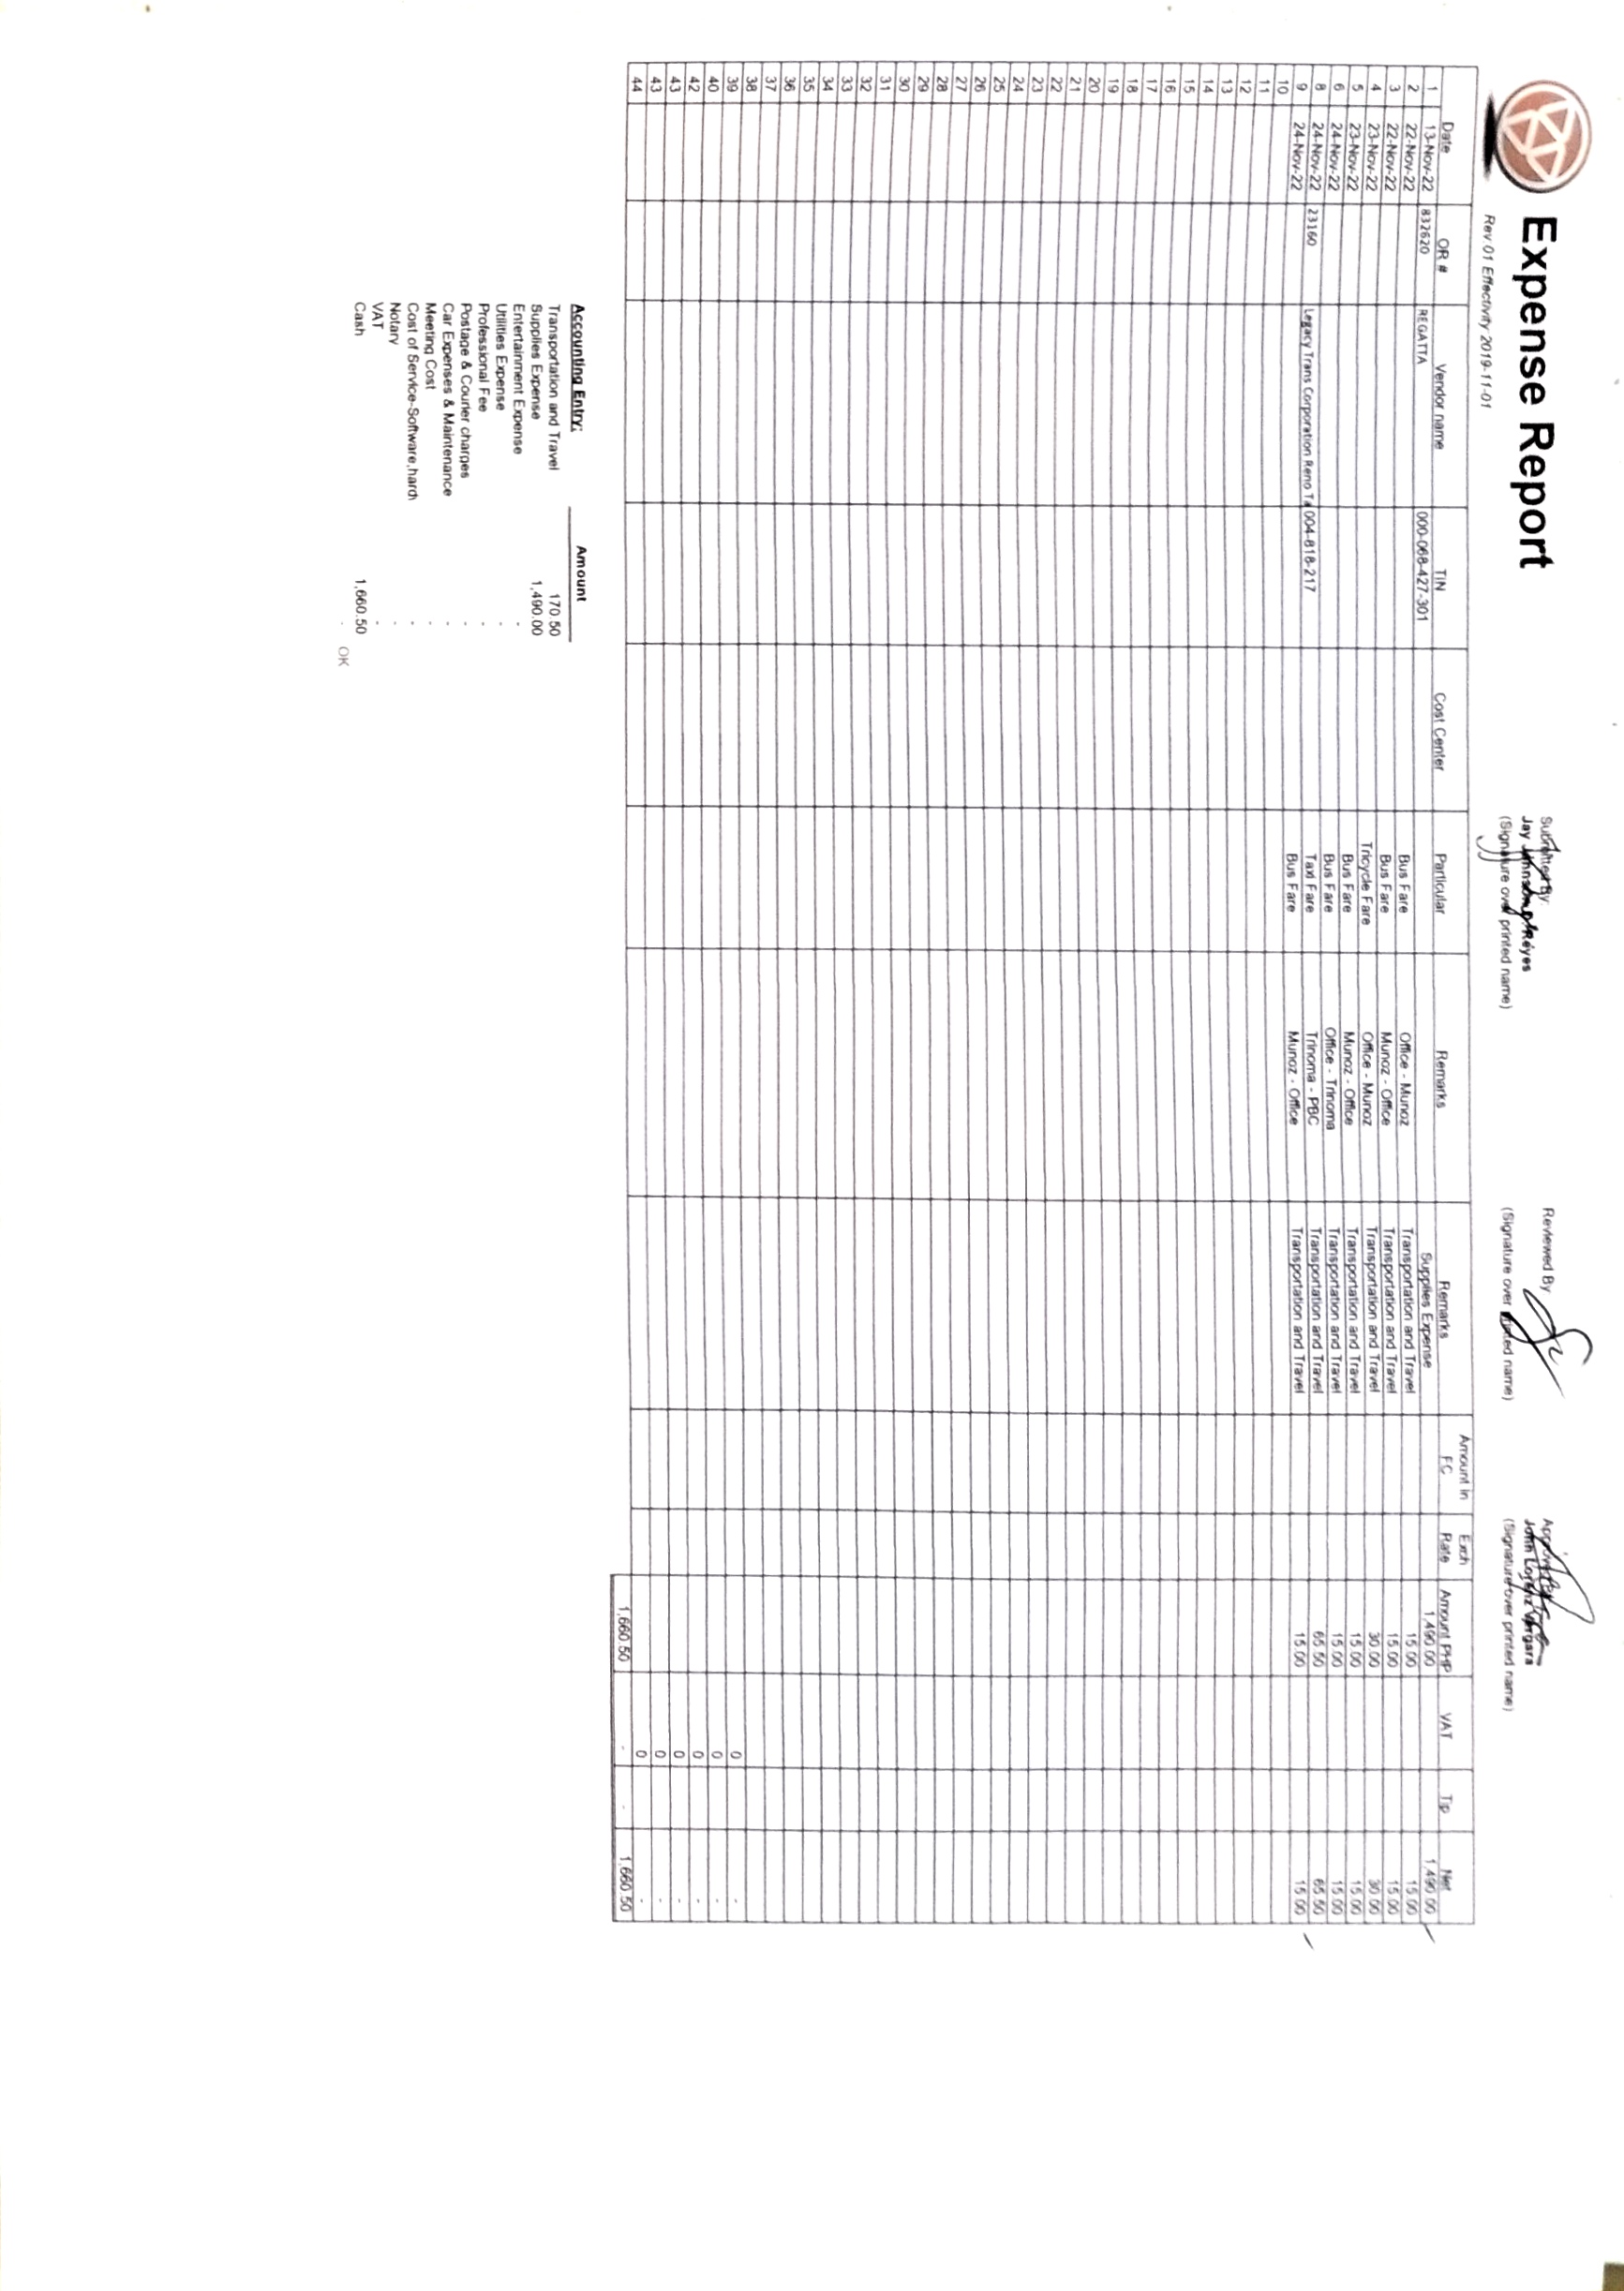 Expense Report
Rev.01 Effectivity 2019-11-01
Submitted By
Jay Reyes
(Signature over printed name)
Reviewed By
(Signature over printed name)
Approved By
John Lorenz Vergara
(Signature over printed name)
Date OR # Vendor name TIN Cost Center Particular Remarks Remarks Amount in FC Exch Rate Amount PHP VAT Tip Net
1 13-Nov-22 832620 REGATTA 000-068-427-301 Supplies Expense 1,490.00 1,490.00
2 22-Nov-22 Bus Fare Office - Munoz Transportation and Travel 15.00 15.00
3 22-Nov-22 Bus Fare Munoz - Office Transportation and Travel 15.00 15.00
4 23-Nov-22 Tricycle Fare Office - Munoz Transportation and Travel 30.00 30.00
5 23-Nov-22 Bus Fare Munoz - Office Transportation and Travel 15.00 15.00
6 24-Nov-22 Bus Fare Office - Trinoma Transportation and Travel 15.00 15.00
8 24-Nov-22 23160 Legacy Trans Corporation Reno Ta 004-818-217 Taxi Fare Trinoma - PBC Transportation and Travel 65.50 65.50
9 24-Nov-22 Bus Fare Munoz - Office Transportation and Travel 15.00 15.00
10
11
12
13
14
15
16
17
18
19
20
21
22
23
24
25
26
27
28
29
30
31
32
33
34
35
36
37
38
39 0 -
40 0 -
42 0 -
43 0 -
43 0 -
44 0 -
1,660.50 - - 1,660.50
Accounting Entry: Amount
Transportation and Travel 170.50
Supplies Expense 1,490.00
Entertainment Expense -
Utilities Expense -
Professional Fee -
Postage & Courier charges -
Car Expenses & Maintenance -
Meeting Cost -
Cost of Service-Software,hard -
Notary -
VAT -
Cash 1,660.50
- OK